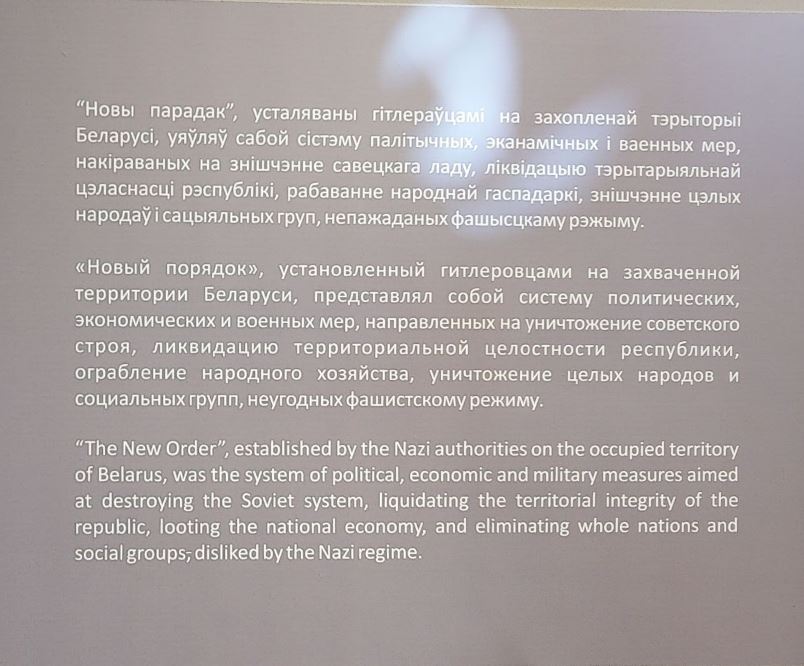 “Новы парадак”, усталяваны гітлераўцамі на захопленай тэрыторыі
Беларусі, уяўляў сабой сістэму палітычных, эканамічных і ваенных мер,
накіраваных на знішчэнне савецкага ладу, ліквідацыю тэрытарыяльнай
цэласнасці рэспублікі, рабаванне народнай гаспадаркі, знішчэнне цэлых
народаў і сацыяльных груп, непажаданых фашысцкаму рэжыму.
«Новый порядок», установленный гитлеровцами на захваченной
территории Беларуси, представлял собой систему политических,
экономических и военных мер, направленных на уничтожение советского
строя, ликвидацию территориальной целостности республики,
ограбление народного хозяйства, уничтожение целых народов и
социальных групп, неугодных фашистскому режиму.
“The New Order”, established by the Nazi authorities on the occupied territory
of Belarus, was the system of political, economic and military measures aimed
at destroying the Soviet system, liquidating the territorial integrity of the
republic, looting the national economy, and eliminating whole nations and
social groups, disliked by the Nazi regime.